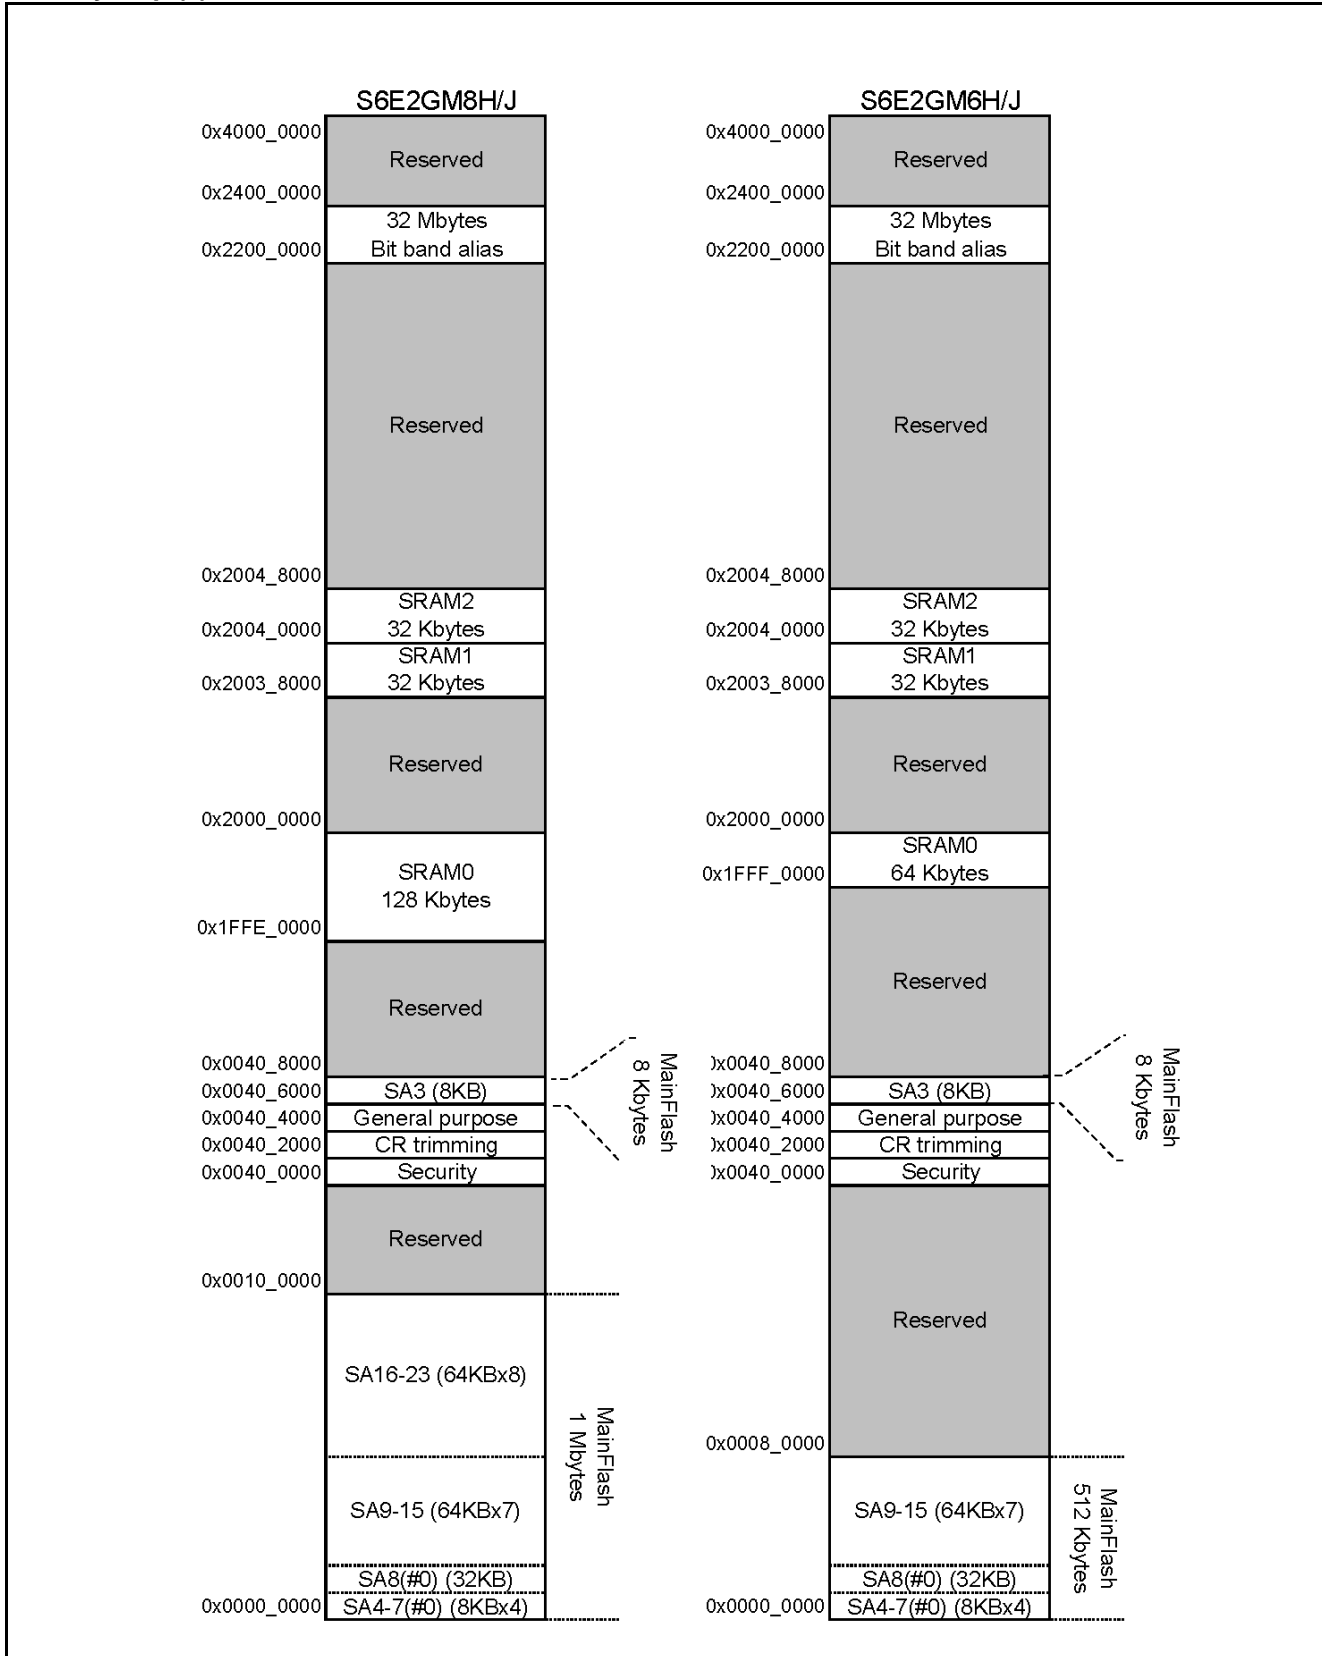 S6E2GM8H/J
0x4000_0000
Reserved
0x2400_0000
32 Mbytes
0x2200_0000 Bit band alias
Reserved
0x2004_8000
SRAM2
0x2004_0000 32 Kbytes
SRAM1
0x2003_8000 32 Kbytes
Reserved
0x2000_0000
SRAM0
128 Kbytes
0x1FFE_0000
Reserved
0x0040_8000
0x0040_6000 SA3 (8KB)
0x0040_4000 General purpose
0x0040_2000 CR trimming
0x0040_0000 Security
MainFlash
8 Kbytes
Reserved
0x0010_0000
SA16-23 (64KBx8)
MainFlash
1 Mbytes
SA9-15 (64KBx7)
SA8(#0) (32KB)
0x0000_0000 SA4-7(#0) (8KBx4)
S6E2GM6H/J
0x4000_0000
Reserved
0x2400_0000
32 Mbytes
0x2200_0000 Bit band alias
Reserved
0x2004_8000
SRAM2
0x2004_0000 32 Kbytes
SRAM1
0x2003_8000 32 Kbytes
Reserved
0x2000_0000
SRAM0
0x1FFF_0000 64 Kbytes
Reserved
0x0040_8000
0x0040_6000 SA3 (8KB)
0x0040_4000 General purpose
0x0040_2000 CR trimming
0x0040_0000 Security
MainFlash
8 Kbytes
Reserved
0x0008_0000
SA9-15 (64KBx7)
MainFlash
512 Kbytes
SA8(#0) (32KB)
0x0000_0000 SA4-7(#0) (8KBx4)